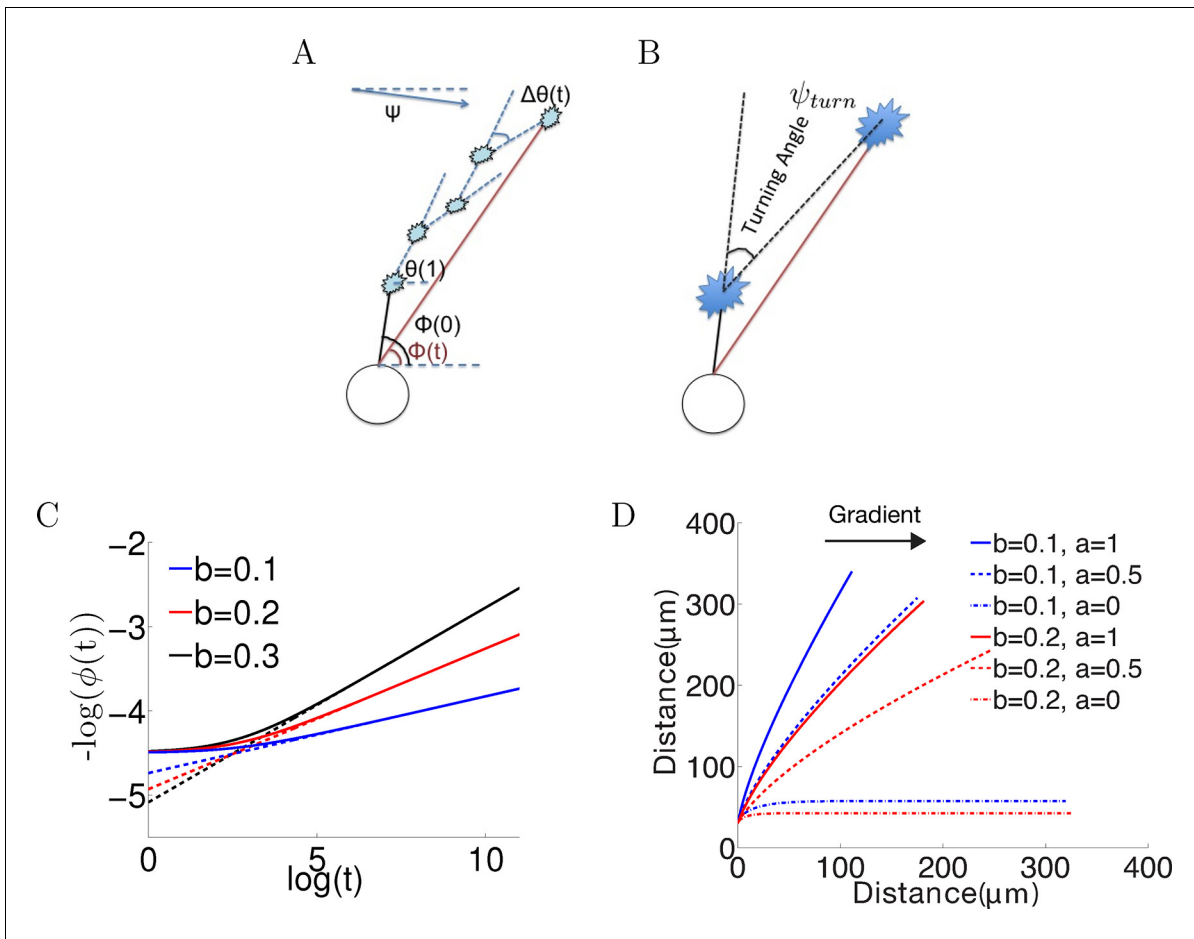 A
Δθ(t)
Ψ
θ(1)
Φ(0)
Φ(t)
B
ψturn
Turning Angle
C
-log(ϕ(t))
−2
−3
−4
−5
b=0.1
b=0.2
b=0.3
0 5 10
log(t)
D
Gradient
Distance(µm)
400
300
200
100
0
b=0.1, a=1
b=0.1, a=0.5
b=0.1, a=0
b=0.2, a=1
b=0.2, a=0.5
b=0.2, a=0
0 100 200 300 400
Distance(µm)